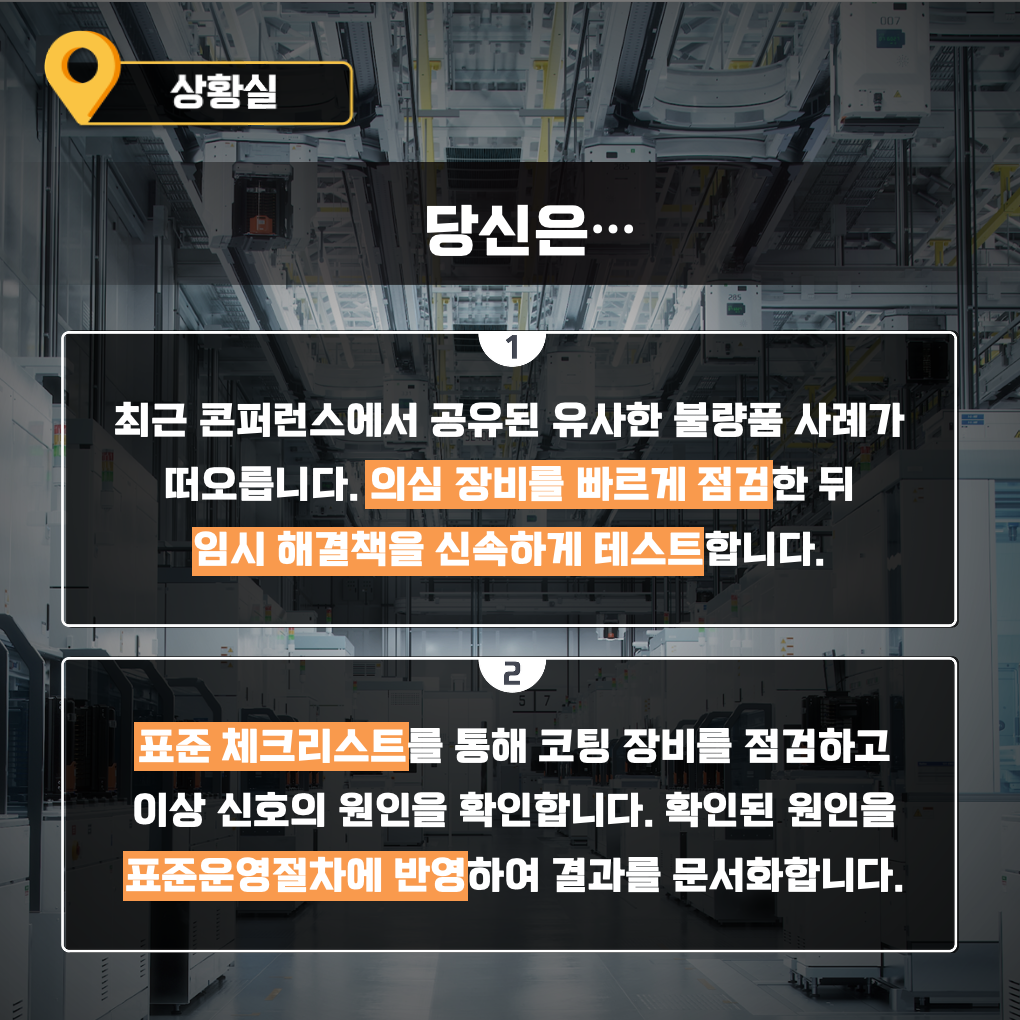 상황실
007
285
당신은…
1
최근 콘퍼런스에서 공유된 유사한 불량품 사례가
떠오릅니다. 의심 장비를 빠르게 점검한 뒤
임시 해결책을 신속하게 테스트합니다.
2
5 7
표준 체크리스트를 통해 코팅 장비를 점검하고
이상 신호의 원인을 확인합니다. 확인된 원인을
표준운영절차에 반영하여 결과를 문서화합니다.